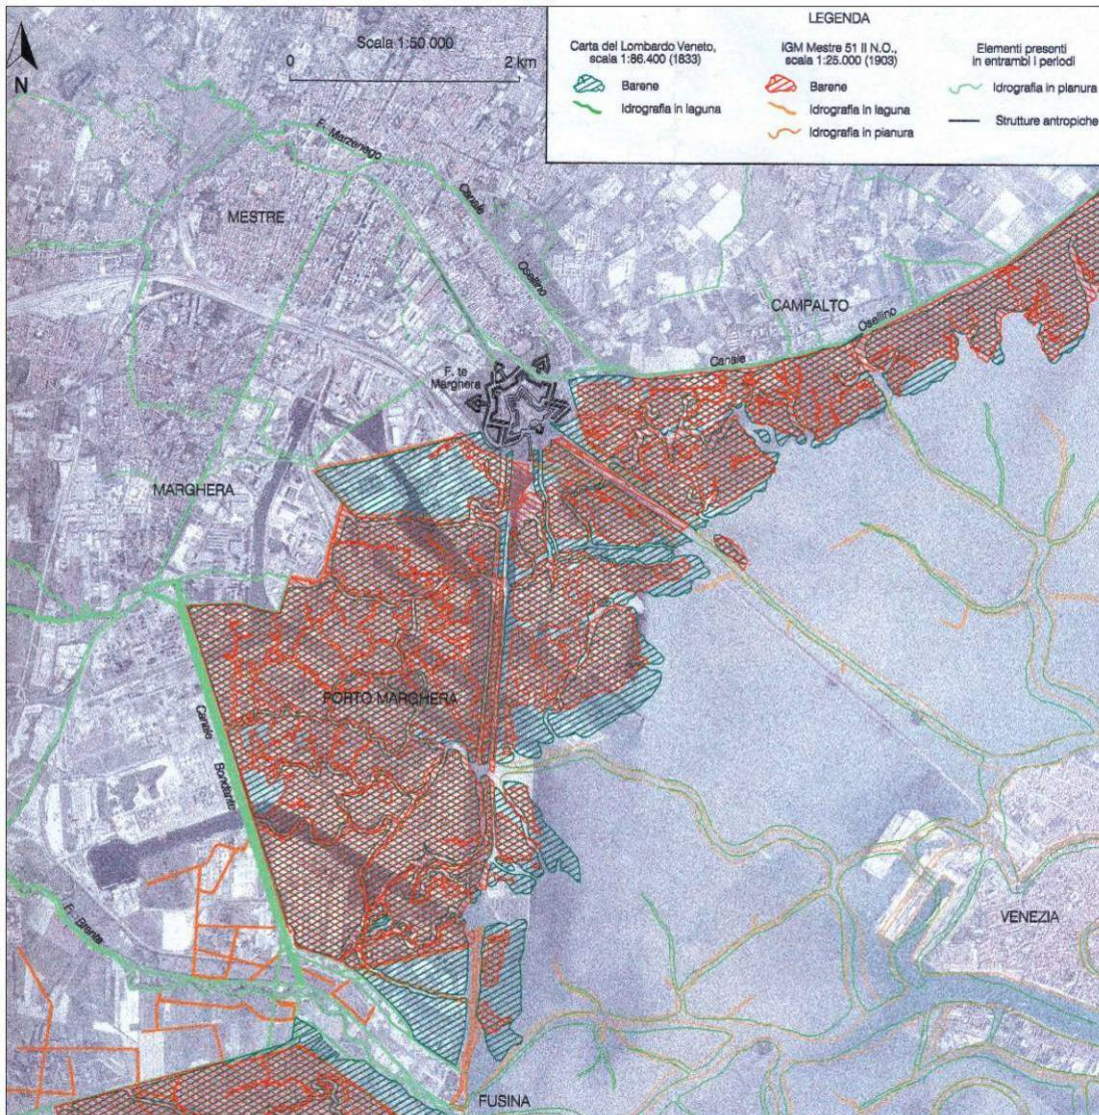 LEGENDA
Carta del Lombardo Veneto,
scala 1:86.400 (1833)
Barene
Idrografia in laguna
IGM Mestre 51 II N.O.,
scala 1:25.000 (1903)
Barene
Idrografia in laguna
Idrografia in pianura
Elementi presenti
in entrambi i periodi
Idrografia in pianura
Strutture antropiche
Scala 1:50 000
0 2 km
N
F. Marzenego
Canale
Osellino
MESTRE
CAMPALTO
Canale Osellino
F. te
Marghera
MARGHERA
PORTO MARGHERA
Canale
Bondante
F. Brenta
VENEZIA
FUSINA